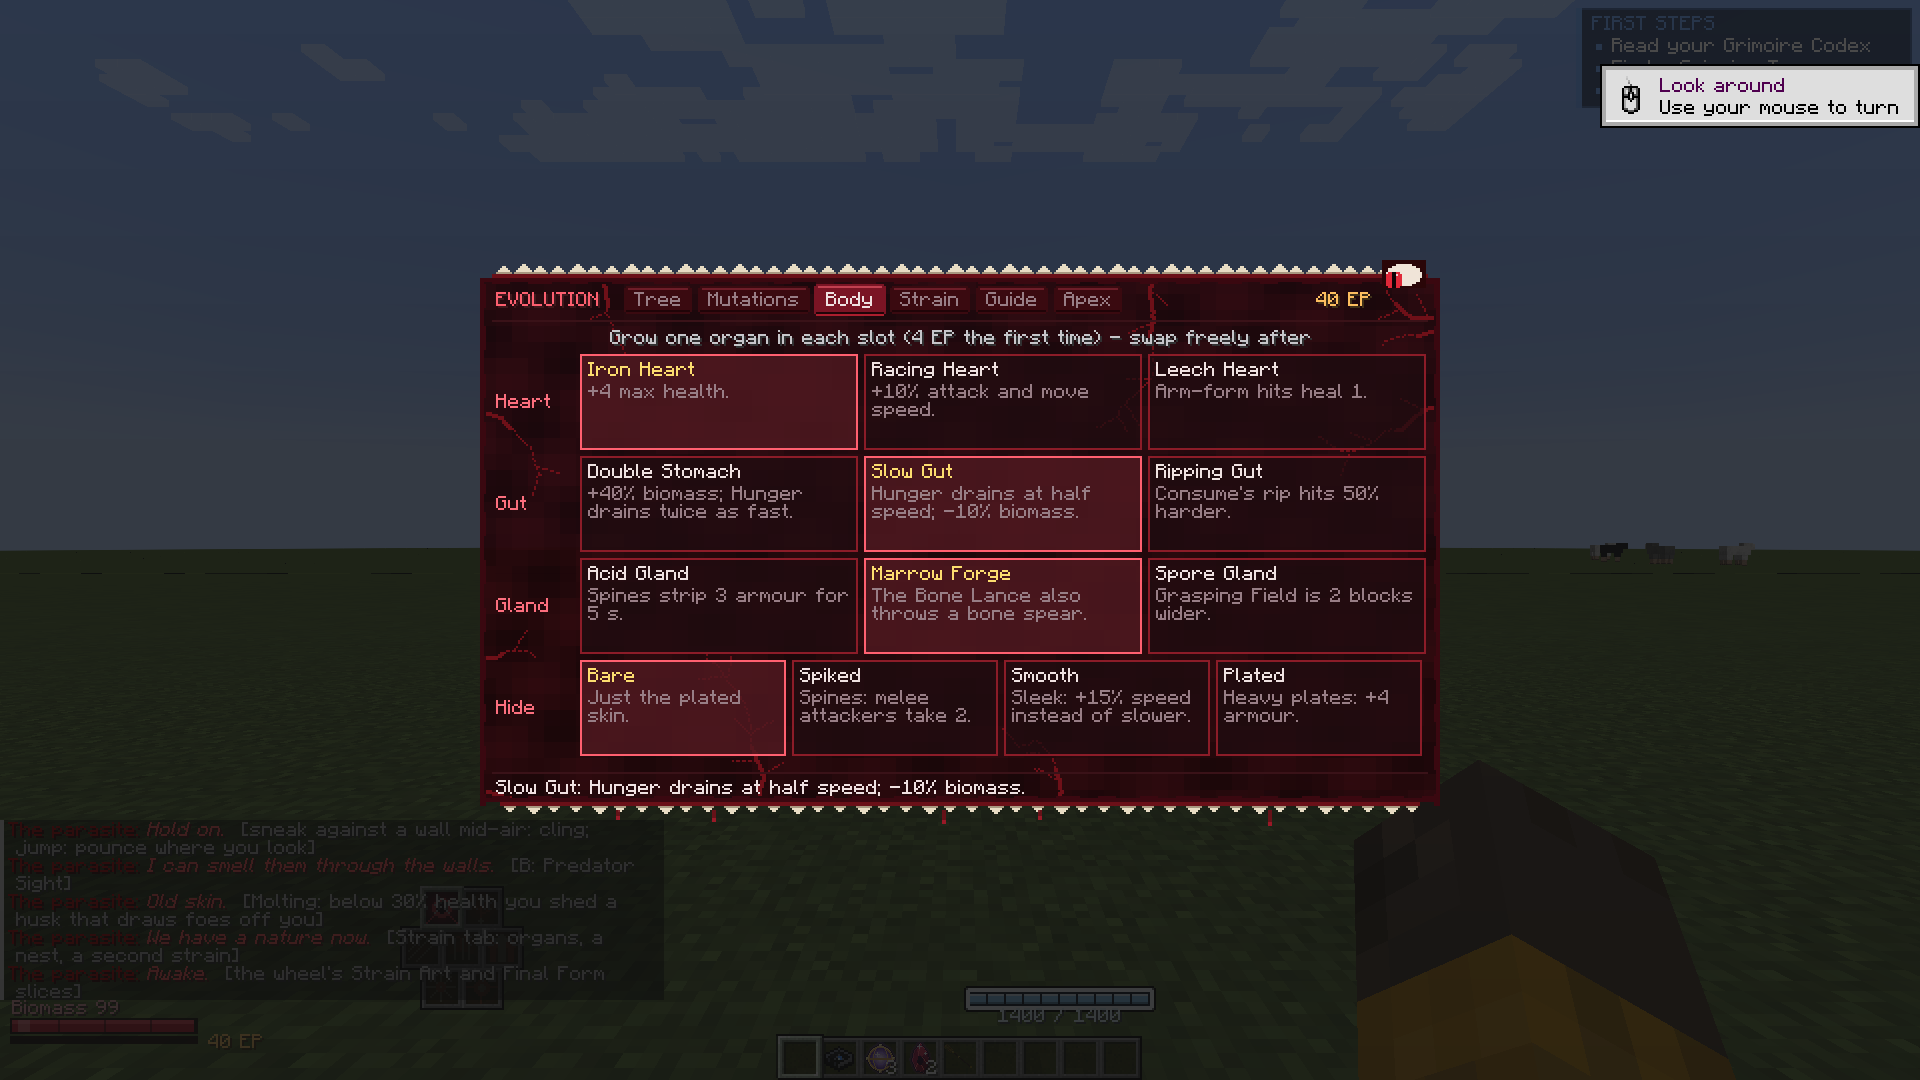 FIRST STEPS
Read your Grimoire Codex
Look around
Use your mouse to turn
EVOLUTION Tree Mutations Body Strain Guide Apex 40 EP
Grow one organ in each slot (4 EP the first time) - swap freely after
Heart
Iron Heart
+4 max health.
Racing Heart
+10% attack and move
speed.
Leech Heart
Arm-form hits heal 1.
Gut
Double Stomach
+40% biomass; Hunger
drains twice as fast.
Slow Gut
Hunger drains at half
speed; -10% biomass.
Ripping Gut
Consume's rip hits 50%
harder.
Gland
Acid Gland
Spines strip 3 armour for
5 s.
Marrow Forge
The Bone Lance also
throws a bone spear.
Spore Gland
Grasping Field is 2 blocks
wider.
Hide
Bare
Just the plated
skin.
Spiked
Spines: melee
attackers take 2.
Smooth
Sleek: +15% speed
instead of slower.
Plated
Heavy plates: +4
armour.
Slow Gut: Hunger drains at half speed; -10% biomass.
The parasite: Hold on. [sneak against a wall mid-air: cling;
jump: pounce where you look]
The parasite: I can smell them through the walls. [B: Predator
Sight]
The parasite: Old skin. [Molting: below 30% health you shed a
husk that draws foes off you]
The parasite: We have a nature now. [Strain tab: organs, a
nest, a second strain]
The parasite: Awake. [the wheel's Strain Art and Final Form
slices]
Biomass 99
40 EP
1400 / 1400
3
2